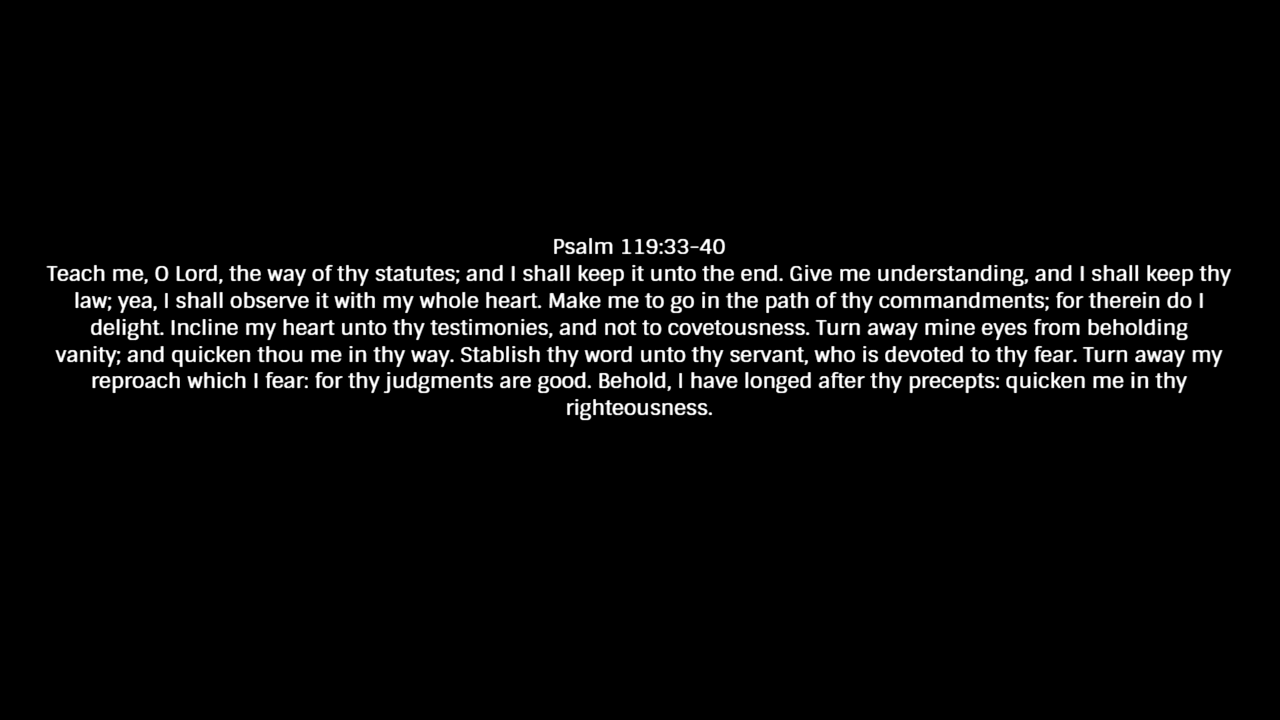 Psalm 119:33-40
Teach me, O Lord, the way of thy statutes; and I shall keep it unto the end. Give me understanding, and I shall keep thy
law; yea, I shall observe it with my whole heart. Make me to go in the path of thy commandments; for therein do I
delight. Incline my heart unto thy testimonies, and not to covetousness. Turn away mine eyes from beholding
vanity; and quicken thou me in thy way. Stablish thy word unto thy servant, who is devoted to thy fear. Turn away my
reproach which I fear: for thy judgments are good. Behold, I have longed after thy precepts: quicken me in thy
righteousness.